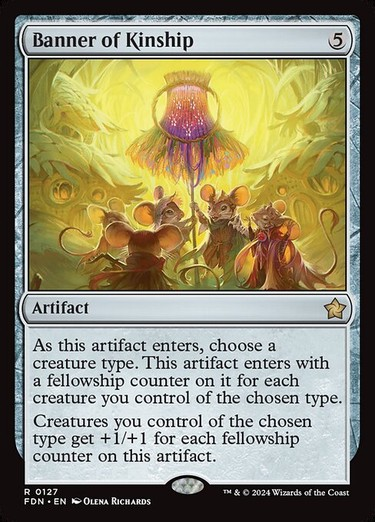 Banner of Kinship 5
Artifact
As this artifact enters, choose a
creature type. This artifact enters with
a fellowship counter on it for each
creature you control of the chosen type.
Creatures you control of the chosen
type get +1/+1 for each fellowship
counter on this artifact.
R 0127
FDN • EN Olena Richards
™ & © 2024 Wizards of the Coast